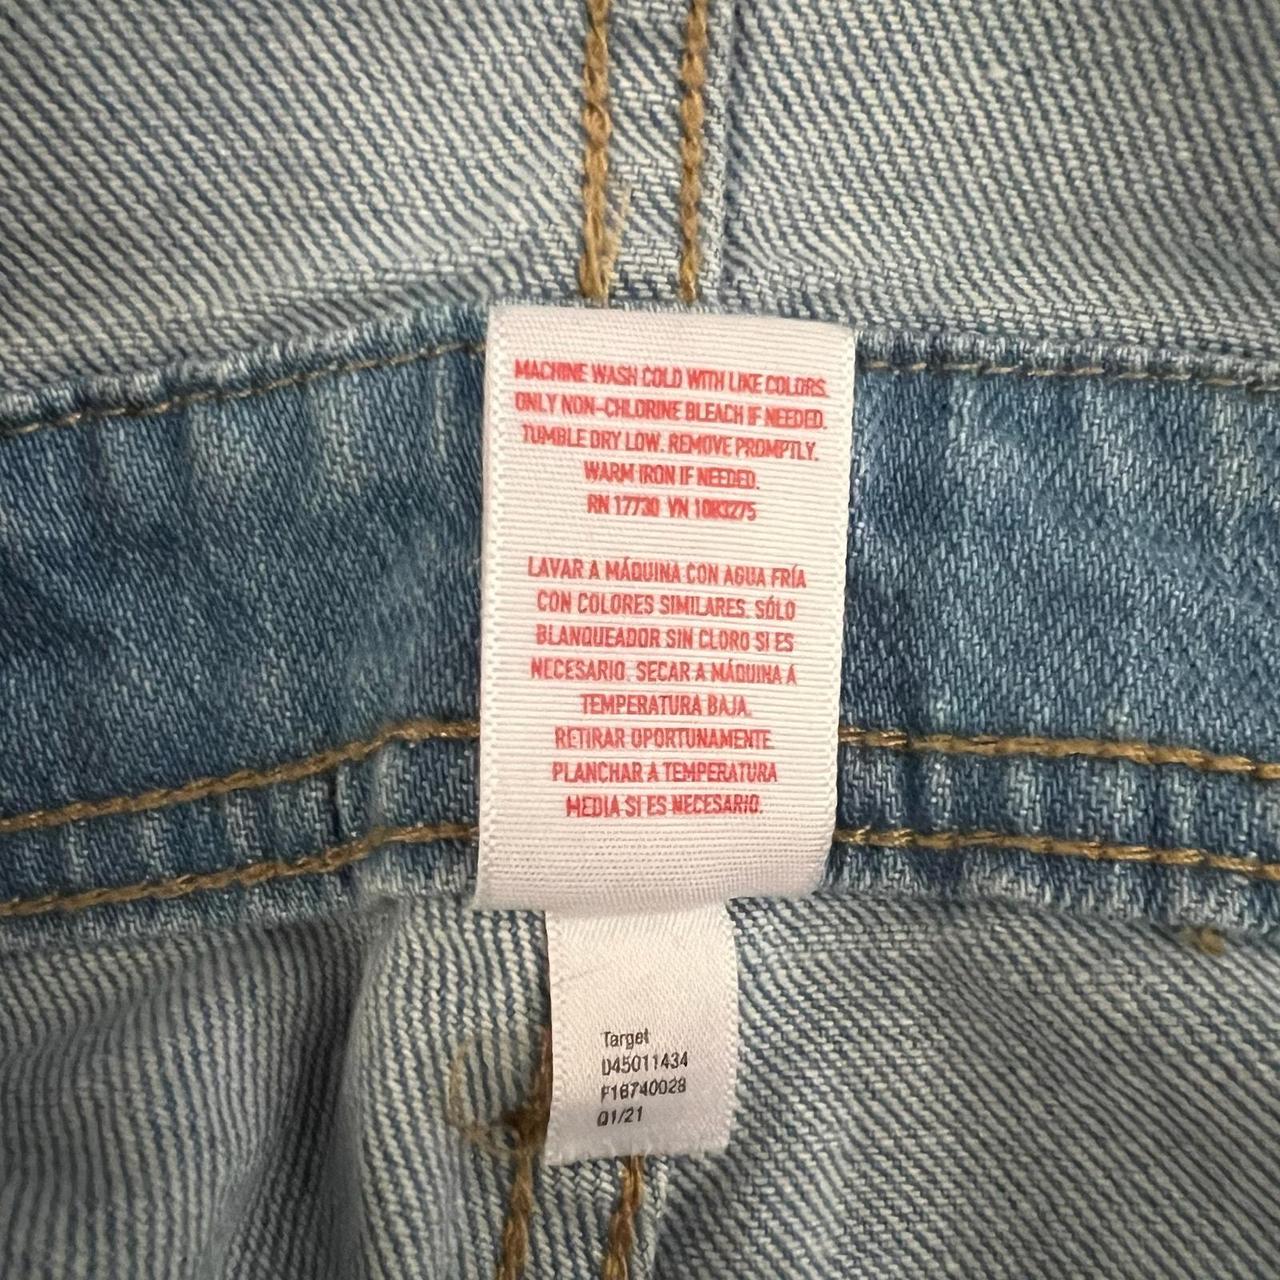 MACHINE WASH COLD WITH LIKE COLORS.
ONLY NON-CHLORINE BLEACH IF NEEDED.
TUMBLE DRY LOW. REMOVE PROMPTLY.
WARM IRON IF NEEDED.
RN 17730 VN 1083275
LAVAR A MÁQUINA CON AGUA FRÍA
CON COLORES SIMILARES. SÓLO
BLANQUEADOR SIN CLORO SI ES
NECESARIO. SECAR A MÁQUINA A
TEMPERATURA BAJA.
RETIRAR OPORTUNAMENTE.
PLANCHAR A TEMPERATURA
MEDIA SI ES NECESARIO.
Target
D45011434
F16740028
Q1/21